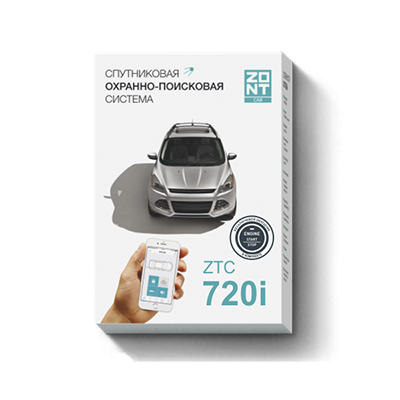 СПУТНИКОВАЯ
ОХРАННО-ПОИСКОВАЯ
СИСТЕМА
ZONT
CAR
ENGINE
START
STOP
ZTC
720i